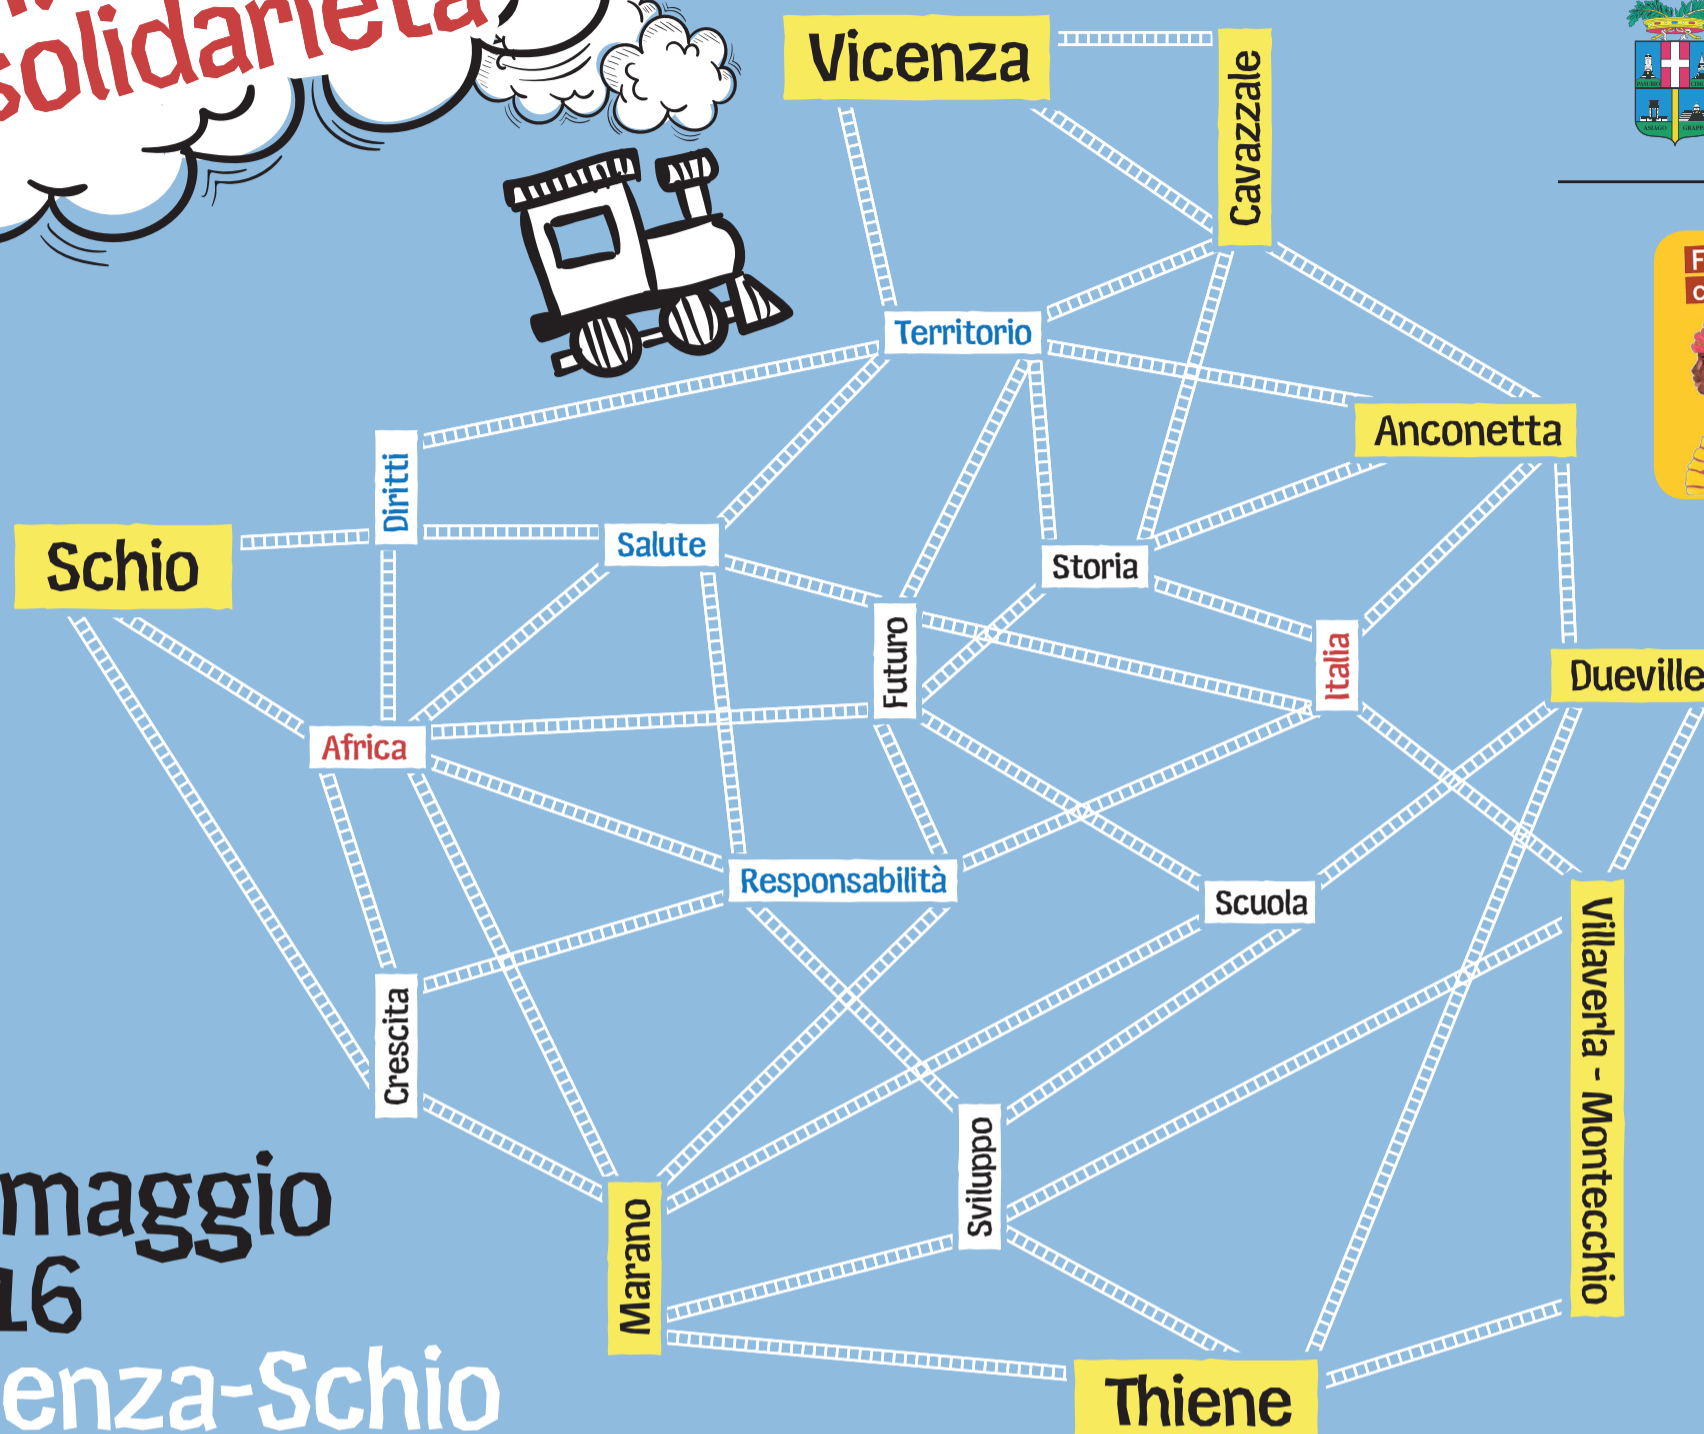 solidarietà
Vicenza
Cavazzale
Territorio
Anconetta
Diritti
Schio
Salute
Storia
Futuro
Italia
Dueville
Africa
Responsabilità
Scuola
Crescita
Sviluppo
Villaverla - Montecchio
Marano
Thiene
maggio
16
enza-Schio
ASIAGO